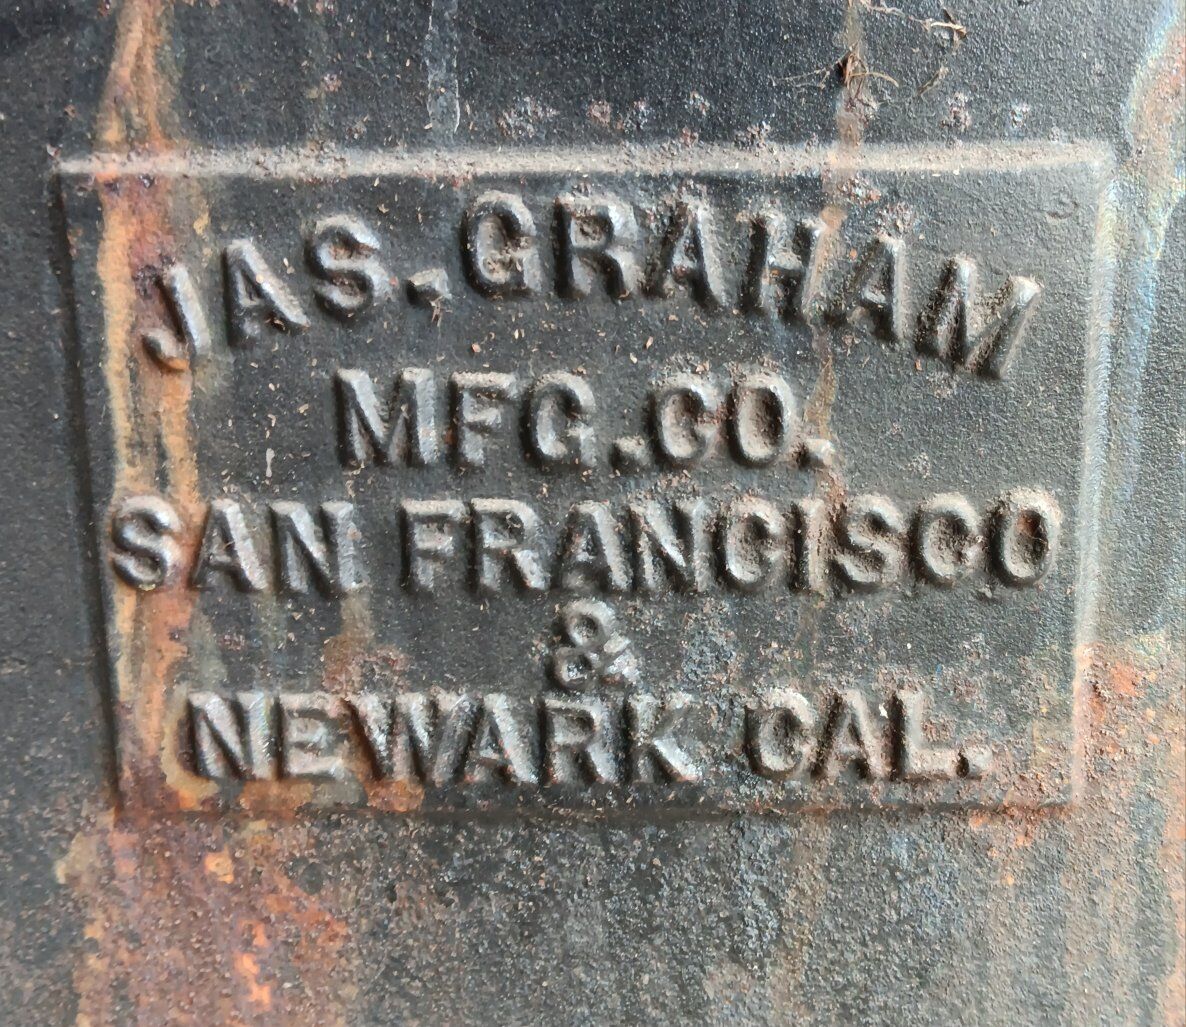 JAS. GRAHAM
MFG. CO.
SAN FRANCISCO
&
NEWARK CAL.